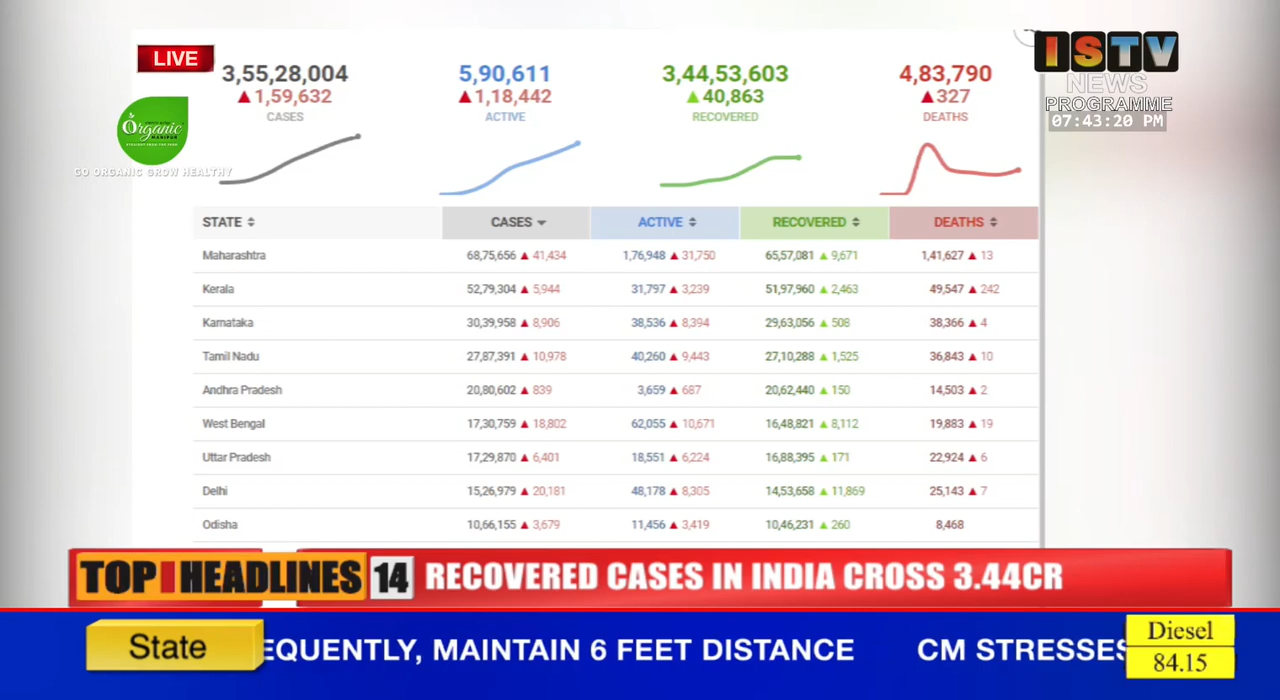 LIVE
3,55,28,004
▲1,59,632
CASES
5,90,611
▲1,18,442
ACTIVE
3,44,53,603
▲40,863
RECOVERED
4,83,790
▲327
DEATHS
ISTV
NEWS
PROGRAMME
07:43:20 PM
Organic
MANIPUR
GO ORGANIC GROW HEALTHY
STATE CASES ACTIVE RECOVERED DEATHS
Maharashtra 68,75,656 ▲ 41,434 1,76,948 ▲ 31,750 65,57,081 ▲ 9,671 1,41,627 ▲ 13
Kerala 52,79,304 ▲ 5,944 31,797 ▲ 3,239 51,97,960 ▲ 2,463 49,547 ▲ 242
Karnataka 30,39,958 ▲ 8,906 38,536 ▲ 8,394 29,63,056 ▲ 508 38,366 ▲ 4
Tamil Nadu 27,87,391 ▲ 10,978 40,260 ▲ 9,443 27,10,288 ▲ 1,525 36,843 ▲ 10
Andhra Pradesh 20,80,602 ▲ 839 3,659 ▲ 687 20,62,440 ▲ 150 14,503 ▲ 2
West Bengal 17,30,759 ▲ 18,802 62,055 ▲ 10,671 16,48,821 ▲ 8,112 19,883 ▲ 19
Uttar Pradesh 17,29,870 ▲ 6,401 18,551 ▲ 6,224 16,88,395 ▲ 171 22,924 ▲ 6
Delhi 15,26,979 ▲ 20,181 48,178 ▲ 8,305 14,53,658 ▲ 11,869 25,143 ▲ 7
Odisha 10,66,155 ▲ 3,679 11,456 ▲ 3,419 10,46,231 ▲ 260 8,468
TOP HEADLINES 14 RECOVERED CASES IN INDIA CROSS 3.44CR
State EQUENTLY, MAINTAIN 6 FEET DISTANCE CM STRESSES
Diesel
84.15